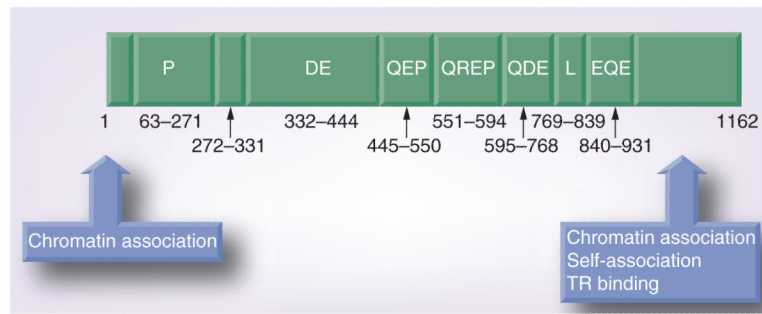 P DE QEP QREP QDE L EQE
1 63–271 332–444 551–594 769–839 1162
272–331 445–550 595–768 840–931
Chromatin association
Chromatin association
Self-association
TR binding